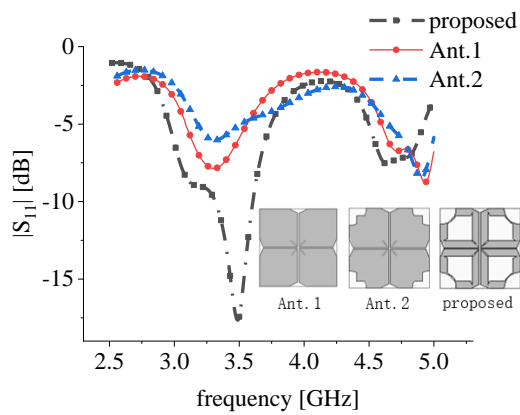 proposed
Ant.1
Ant.2
0
-5
-10
-15
|S11| [dB]
Ant.1
Ant.2
proposed
2.5 3.0 3.5 4.0 4.5 5.0
frequency [GHz]